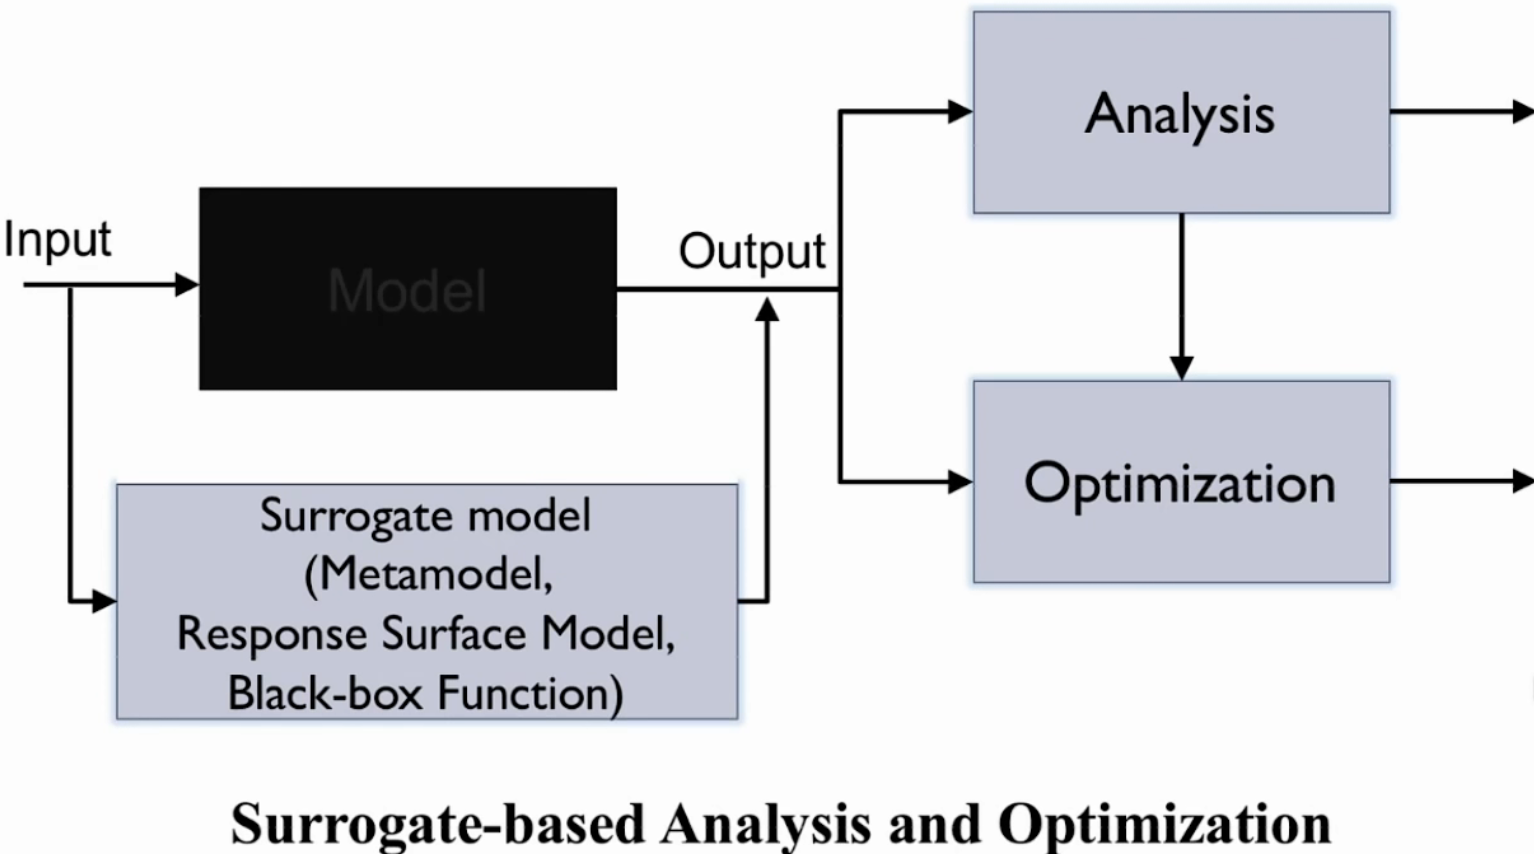 Analysis
Input
Output
Model
Optimization
Surrogate model
(Metamodel,
Response Surface Model,
Black-box Function)
Surrogate-based Analysis and Optimization